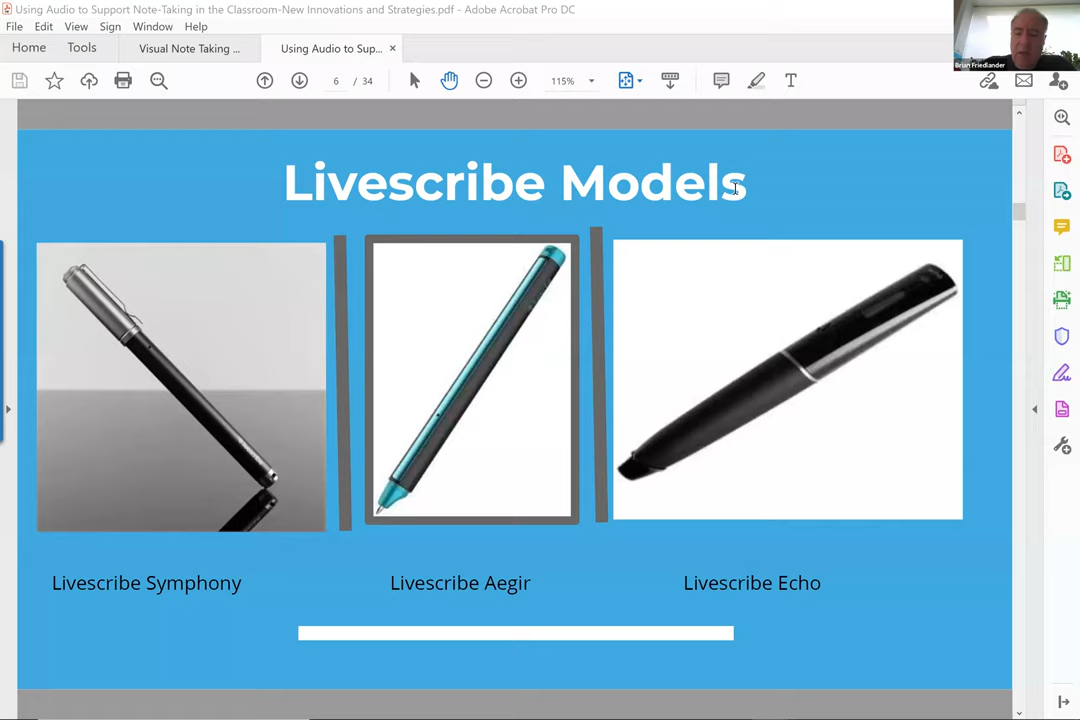 Using Audio to Support Note-Taking in the Classroom-New Innovations and Strategies.pdf - Adobe Acrobat Pro DC
File Edit View Sign Window Help
Home Tools Visual Note Taking ... Using Audio to Sup... ×
6 / 34 115%
Brian Friedlander
Livescribe Models
Livescribe Symphony Livescribe Aegir Livescribe Echo